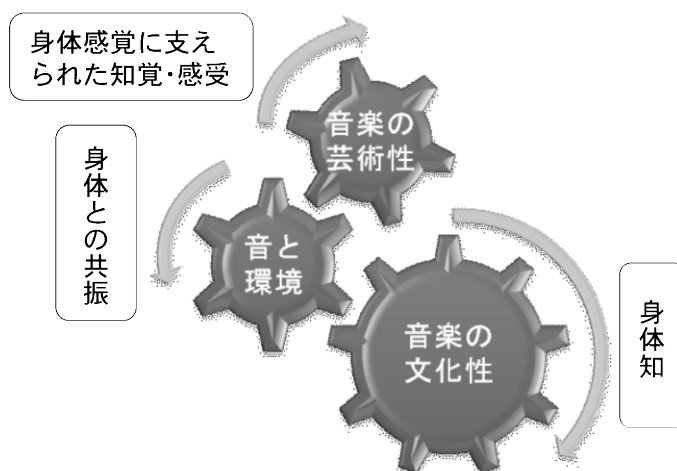 身体感覚に支え
られた知覚・感受
音楽の
芸術性
身体との共振
音と
環境
音楽の
文化性
身体知